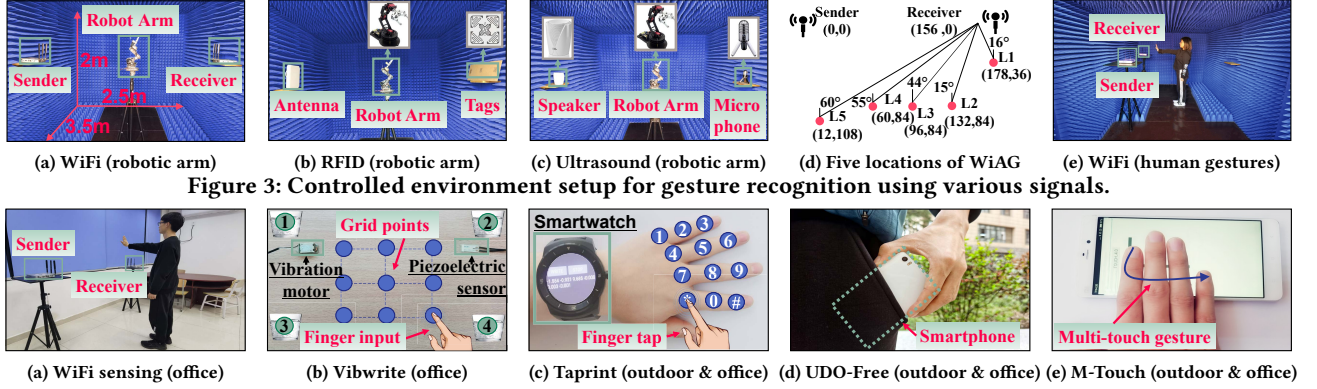 Robot Arm
Sender
2m
Receiver
2.5m
3.5m
(a) WiFi (robotic arm)
Antenna
Robot Arm
Tags
(b) RFID (robotic arm)
Speaker
Robot Arm
Micro
phone
(c) Ultrasound (robotic arm)
Sender
(0,0)
Receiver
(156 ,0)
16°
L1
(178,36)
60°
55°
44°
15°
L5
(12,108)
L4
(60,84)
L3
(96,84)
L2
(132,84)
(d) Five locations of WiAG
Receiver
Sender
(e) WiFi (human gestures)
Figure 3: Controlled environment setup for gesture recognition using various signals.
Sender
Receiver
(a) WiFi sensing (office)
1
Grid points
2
Vibration
motor
Piezoelectric
sensor
3
Finger input
4
(b) Vibwrite (office)
Smartwatch
1 2 3
4 5 6
7 8 9
* 0 #
Finger tap
(c) Taprint (outdoor & office)
Smartphone
(d) UDO-Free (outdoor & office)
Multi-touch gesture
(e) M-Touch (outdoor & office)